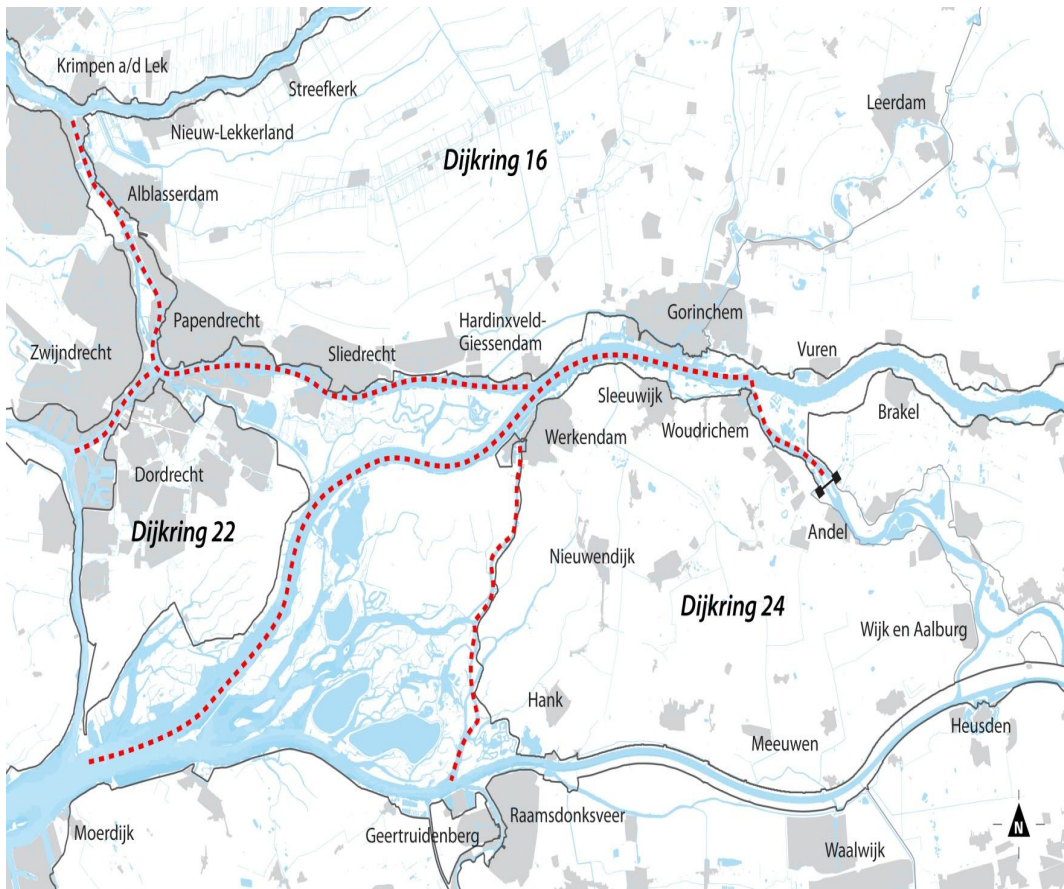 Krimpen a/d Lek
Streefkerk
Nieuw-Lekkerland
Leerdam
Dijkring 16
Alblasserdam
Papendrecht
Hardinxveld-
Giessendam
Gorinchem
Zwijndrecht
Sliedrecht
Vuren
Sleeuwijk
Brakel
Werkendam
Woudrichem
Dordrecht
Dijkring 22
Andel
Nieuwendijk
Dijkring 24
Wijk en Aalburg
Hank
Heusden
Meeuwen
Raamsdonksveer
Moerdijk
Geertruidenberg
Waalwijk
N